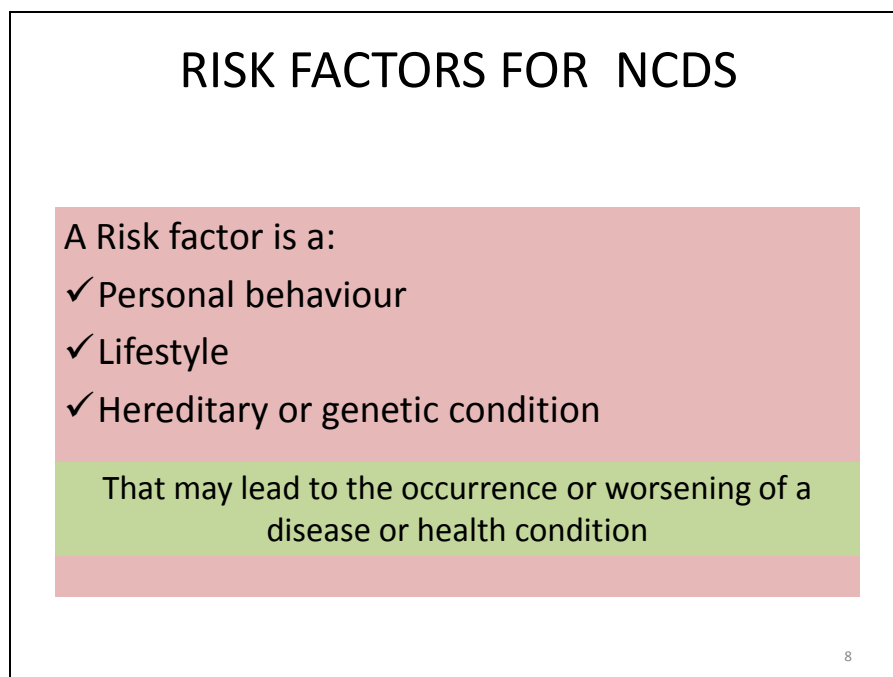 RISK FACTORS FOR  NCDS
A Risk factor is a:
✓Personal behaviour
✓Lifestyle
✓Hereditary or genetic condition
That may lead to the occurrence or worsening of a
disease or health condition
8